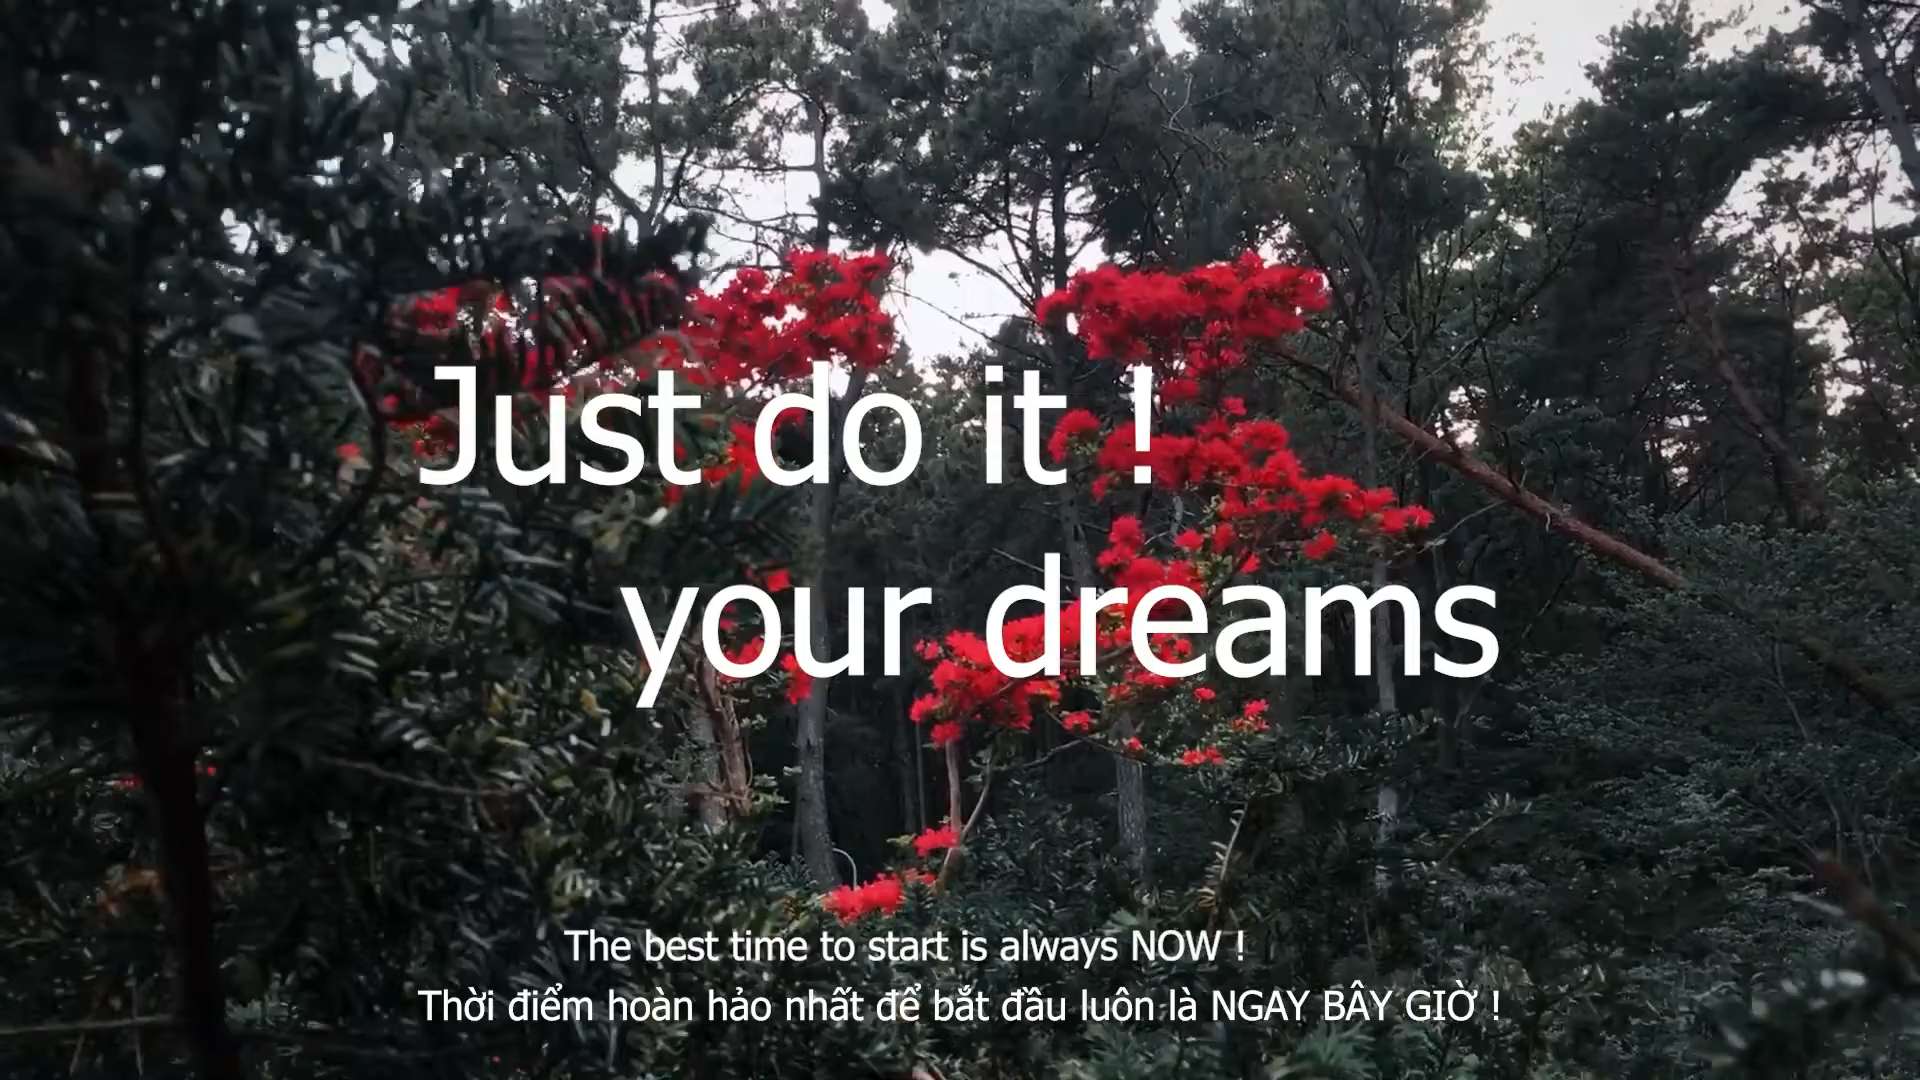 Just do it !
your dreams
The best time to start is always NOW !
Thời điểm hoàn hảo nhất để bắt đầu luôn là NGAY BÂY GIỜ !